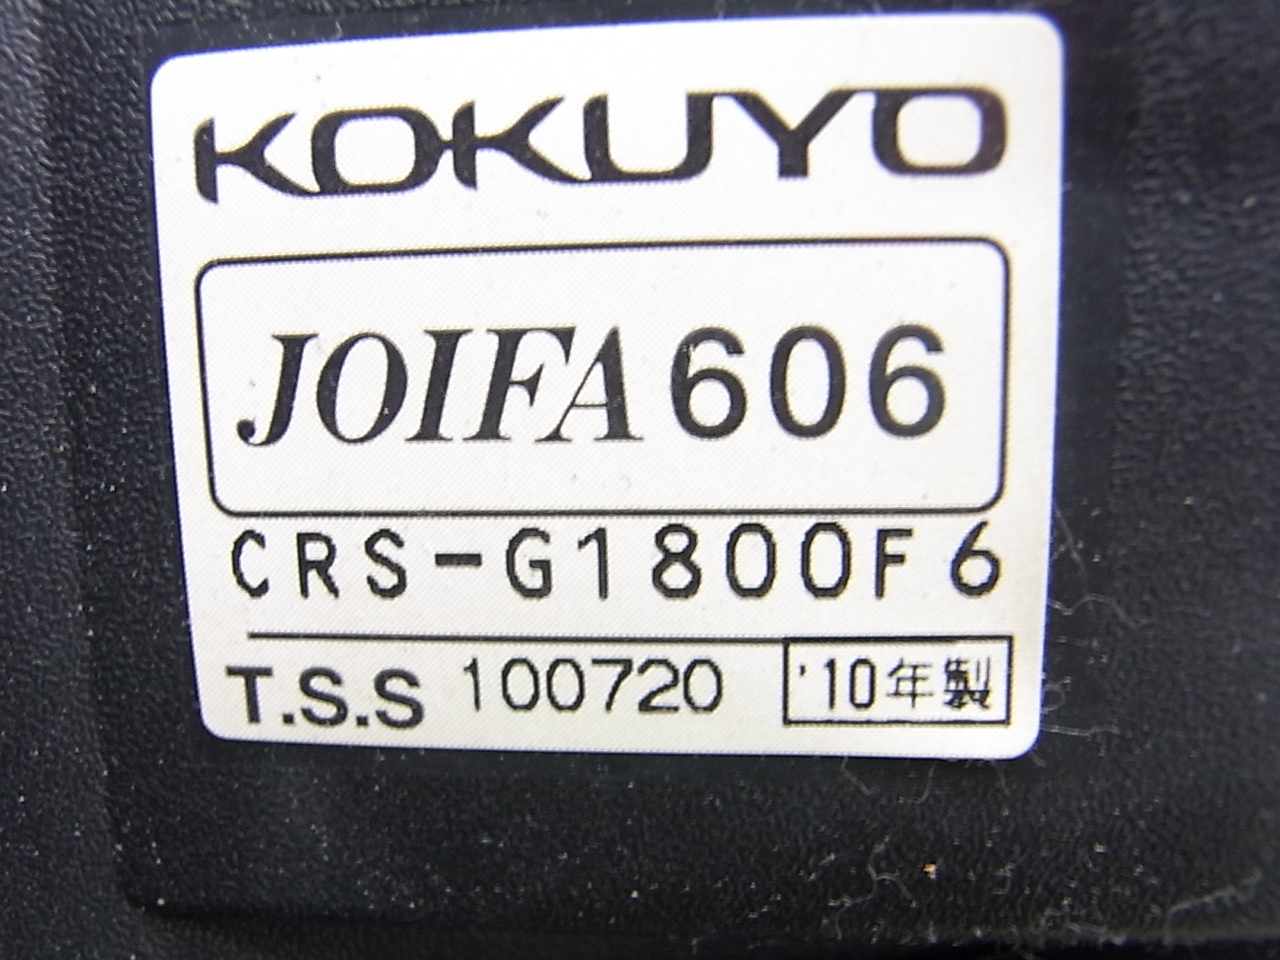 KOKUYO
JOIFA606
CRS-G1800F6
T.S.S 100720 '10年製